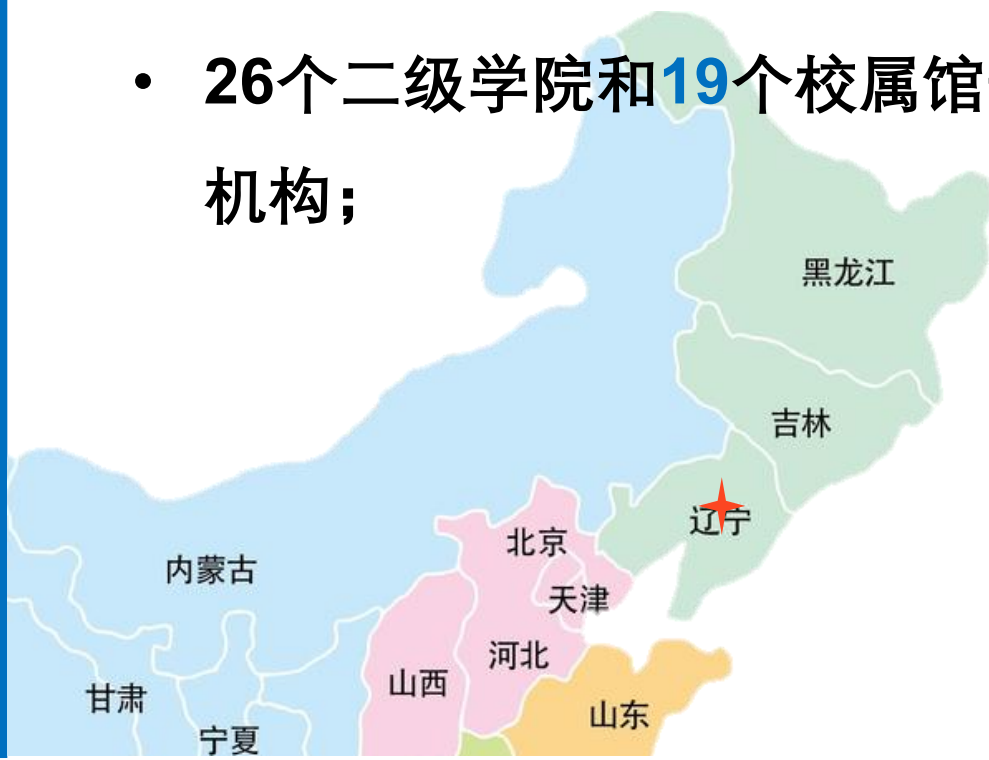 • 26个二级学院和19个校属馆
机构；
黑龙江
吉林
辽宁
北京
内蒙古
天津
河北
山西
甘肃
山东
宁夏